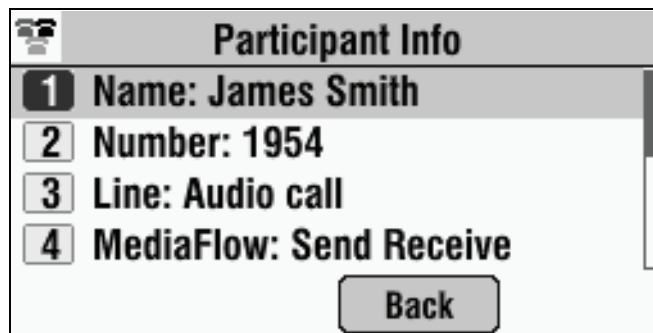 Participant Info
1 Name: James Smith
2 Number: 1954
3 Line: Audio call
4 MediaFlow: Send Receive
Back